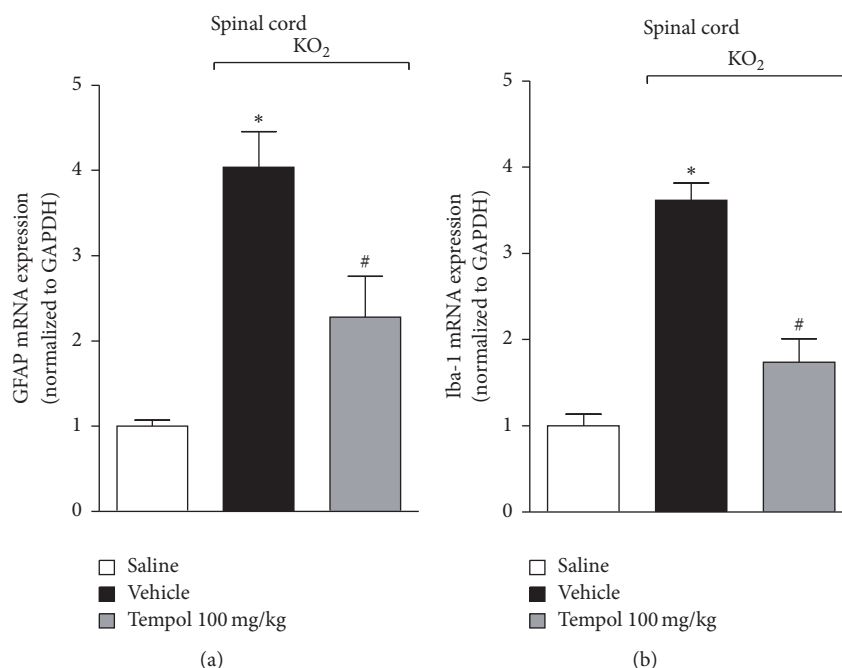 Spinal cord
KO₂
5
4
3
2
1
0
GFAP mRNA expression
(normalized to GAPDH)
*
#
Saline
Vehicle
Tempol 100 mg/kg
(a)
Spinal cord
KO₂
5
4
3
2
1
0
Iba-1 mRNA expression
(normalized to GAPDH)
*
#
Saline
Vehicle
Tempol 100 mg/kg
(b)